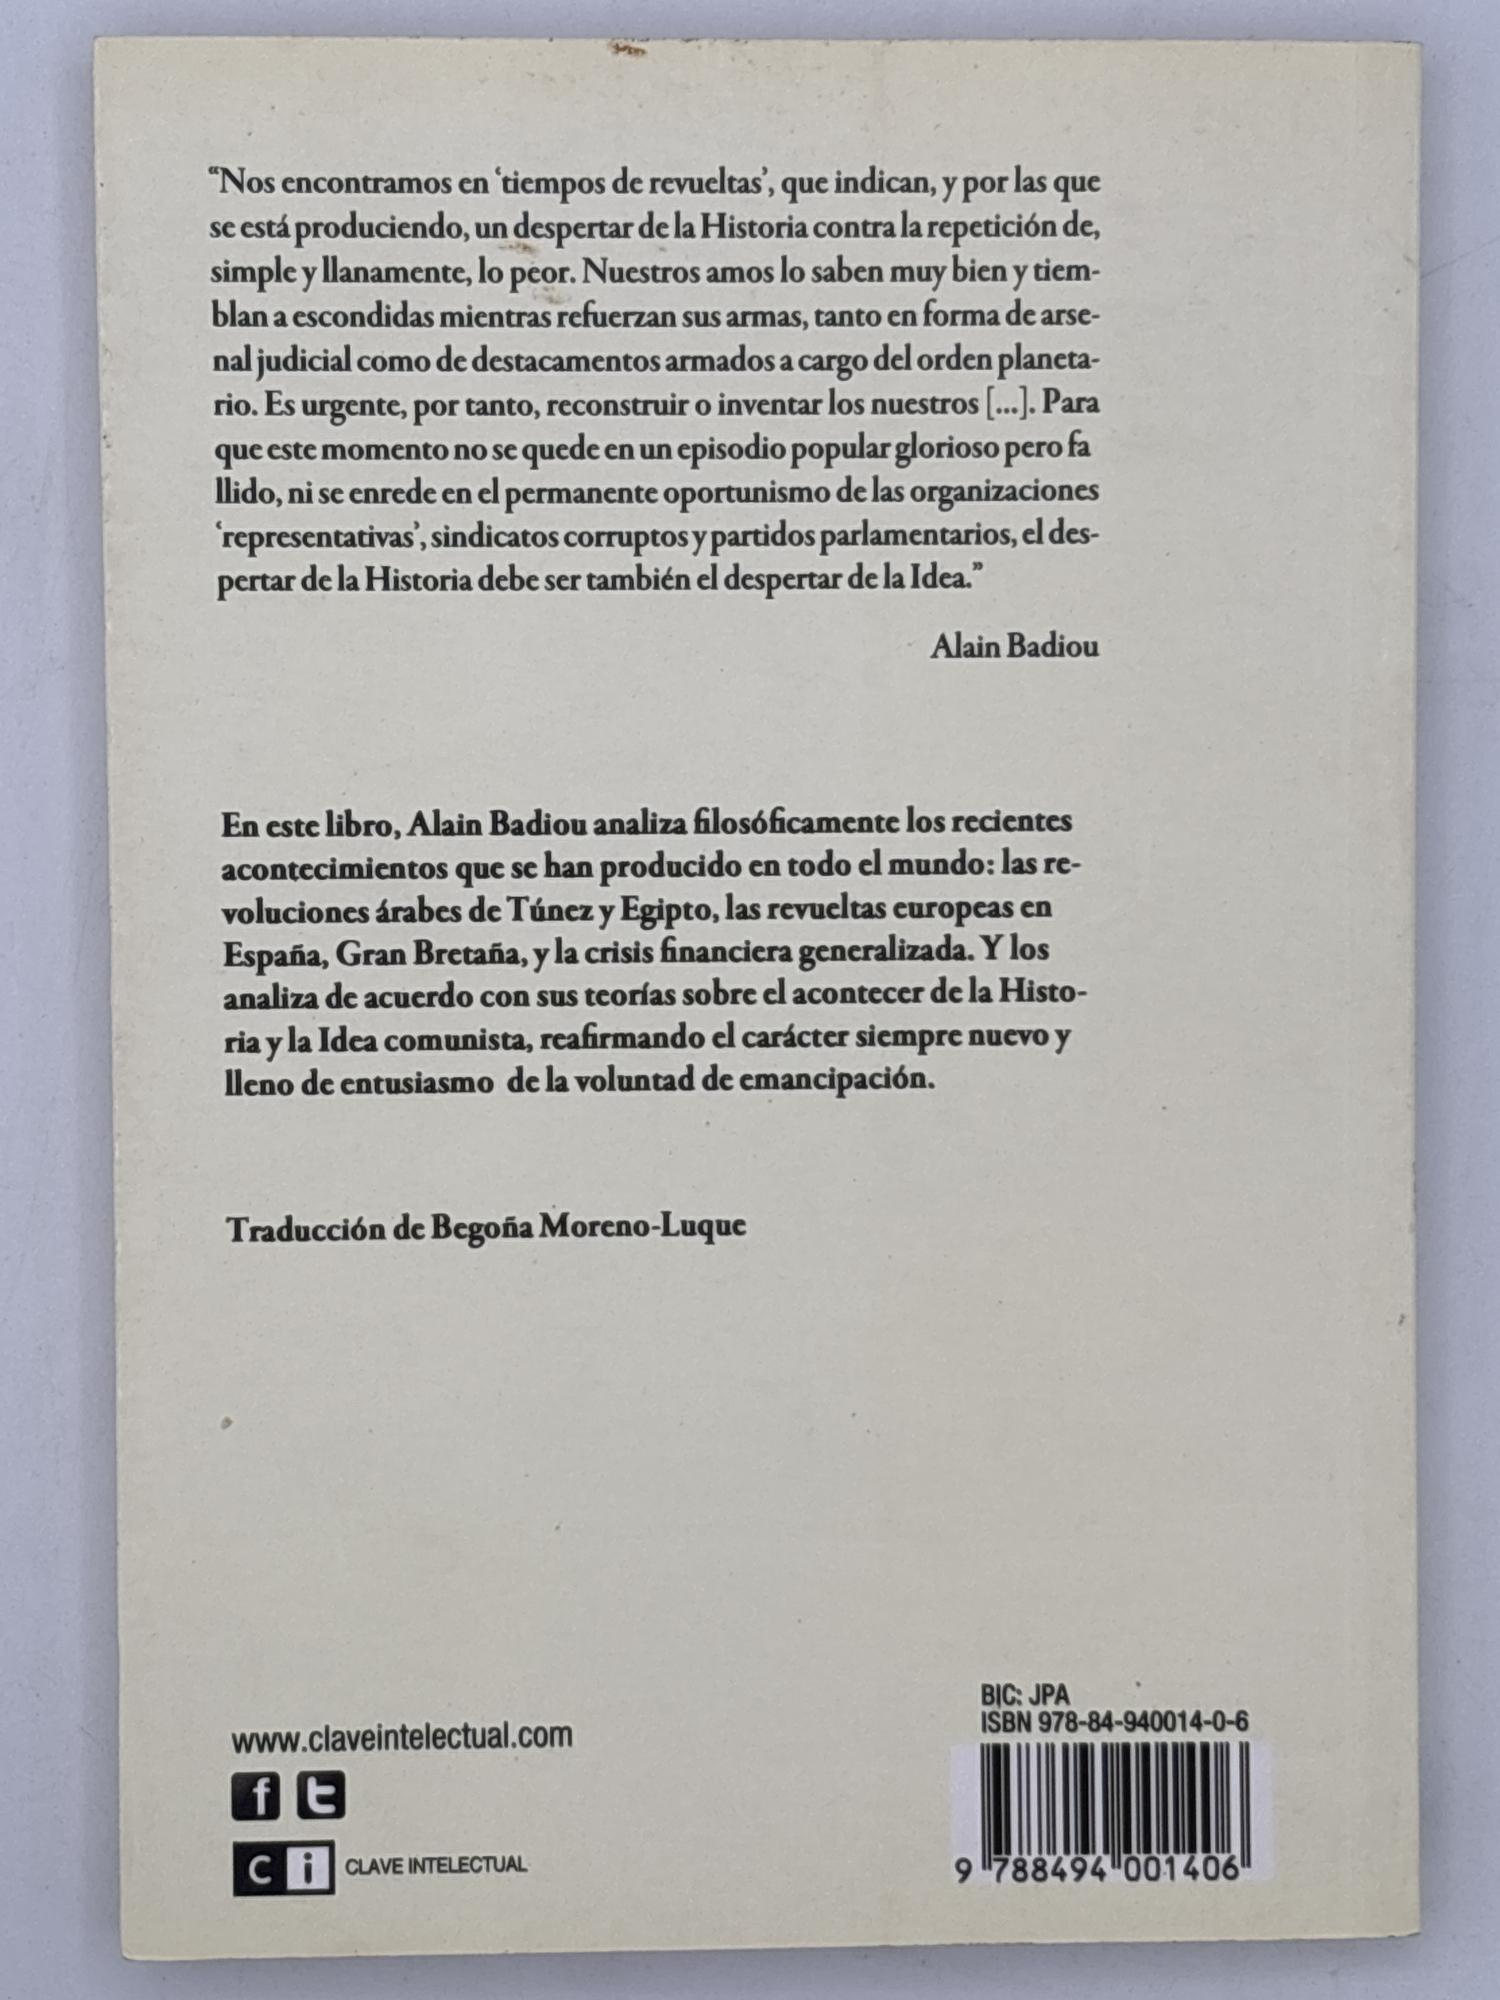 “Nos encontramos en ‘tiempos de revueltas’, que indican, y por las que
se está produciendo, un despertar de la Historia contra la repetición de,
simple y llanamente, lo peor. Nuestros amos lo saben muy bien y tiem-
blan a escondidas mientras refuerzan sus armas, tanto en forma de arse-
nal judicial como de destacamentos armados a cargo del orden planeta-
rio. Es urgente, por tanto, reconstruir o inventar los nuestros [...]. Para
que este momento no se quede en un episodio popular glorioso pero fa
llido, ni se enrede en el permanente oportunismo de las organizaciones
‘representativas’, sindicatos corruptos y partidos parlamentarios, el des-
pertar de la Historia debe ser también el despertar de la Idea.”
Alain Badiou
En este libro, Alain Badiou analiza filosóficamente los recientes
acontecimientos que se han producido en todo el mundo: las re-
voluciones árabes de Túnez y Egipto, las revueltas europeas en
España, Gran Bretaña, y la crisis financiera generalizada. Y los
analiza de acuerdo con sus teorías sobre el acontecer de la Histo-
ria y la Idea comunista, reafirmando el carácter siempre nuevo y
lleno de entusiasmo de la voluntad de emancipación.
Traducción de Begoña Moreno-Luque
www.claveintelectual.com
f t
c i CLAVE INTELECTUAL
BIC: JPA
ISBN 978-84-940014-0-6
9 788494 001406